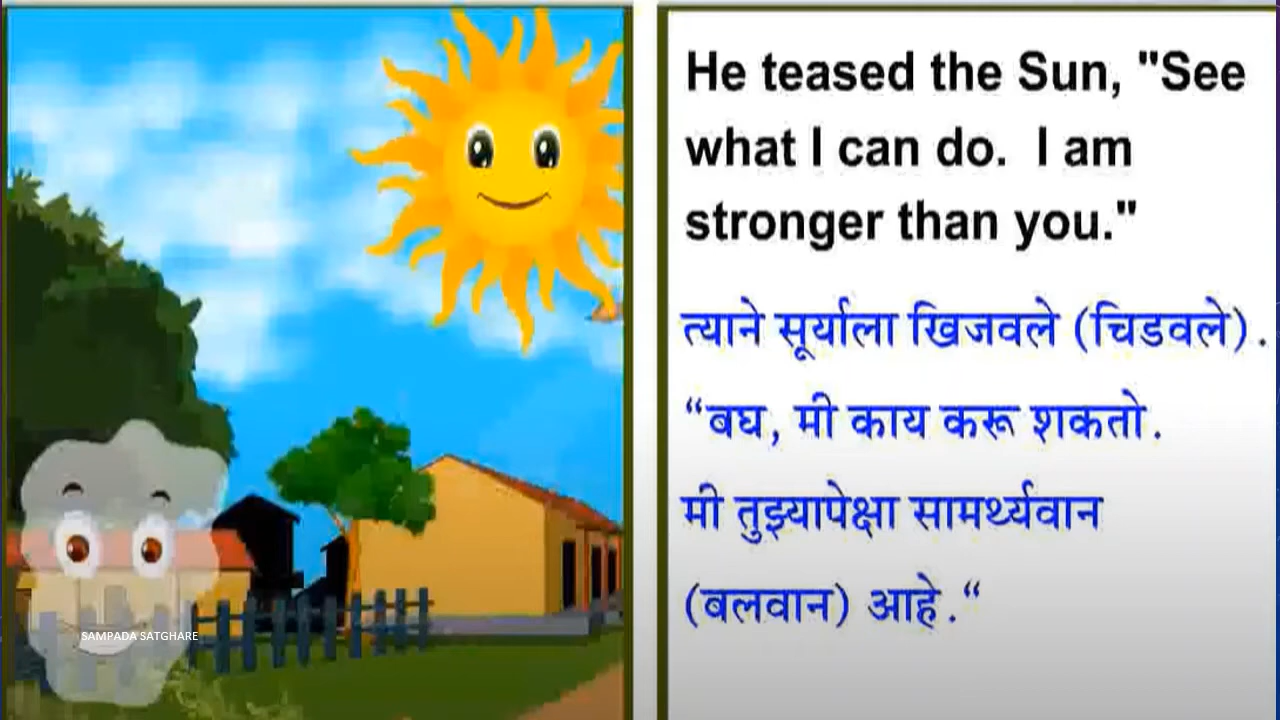 He teased the Sun, "See
what I can do.  I am
stronger than you."
त्याने सूर्याला खिजवले (चिडवले).
“बघ, मी काय करू शकतो.
मी तुझ्यापेक्षा सामर्थ्यवान
(बलवान) आहे.“
SAMPADA SATGHARE